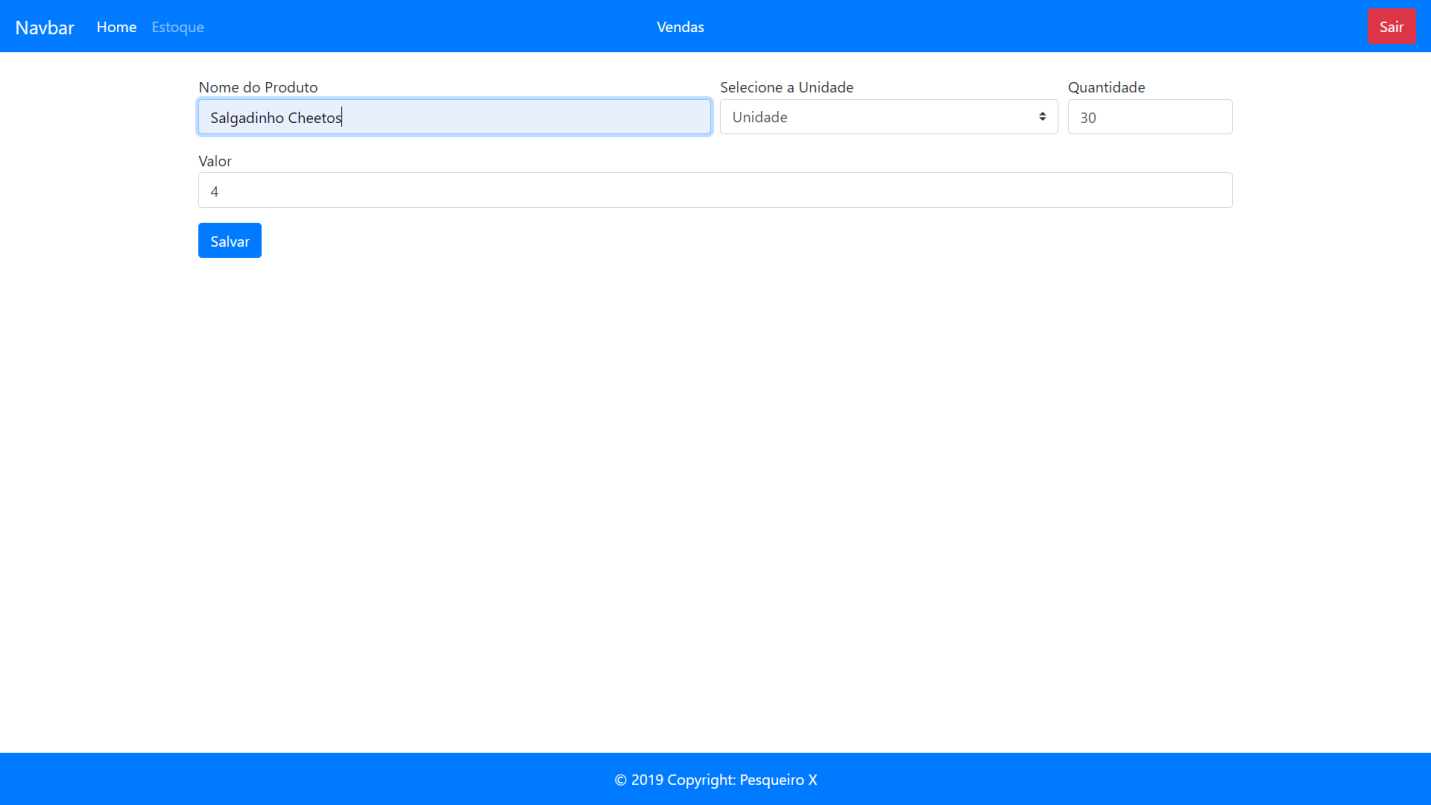 Navbar Home Estoque Vendas Sair
Nome do Produto Selecione a Unidade Quantidade
Salgadinho Cheetos Unidade 30
Valor
4
Salvar
© 2019 Copyright: Pesqueiro X